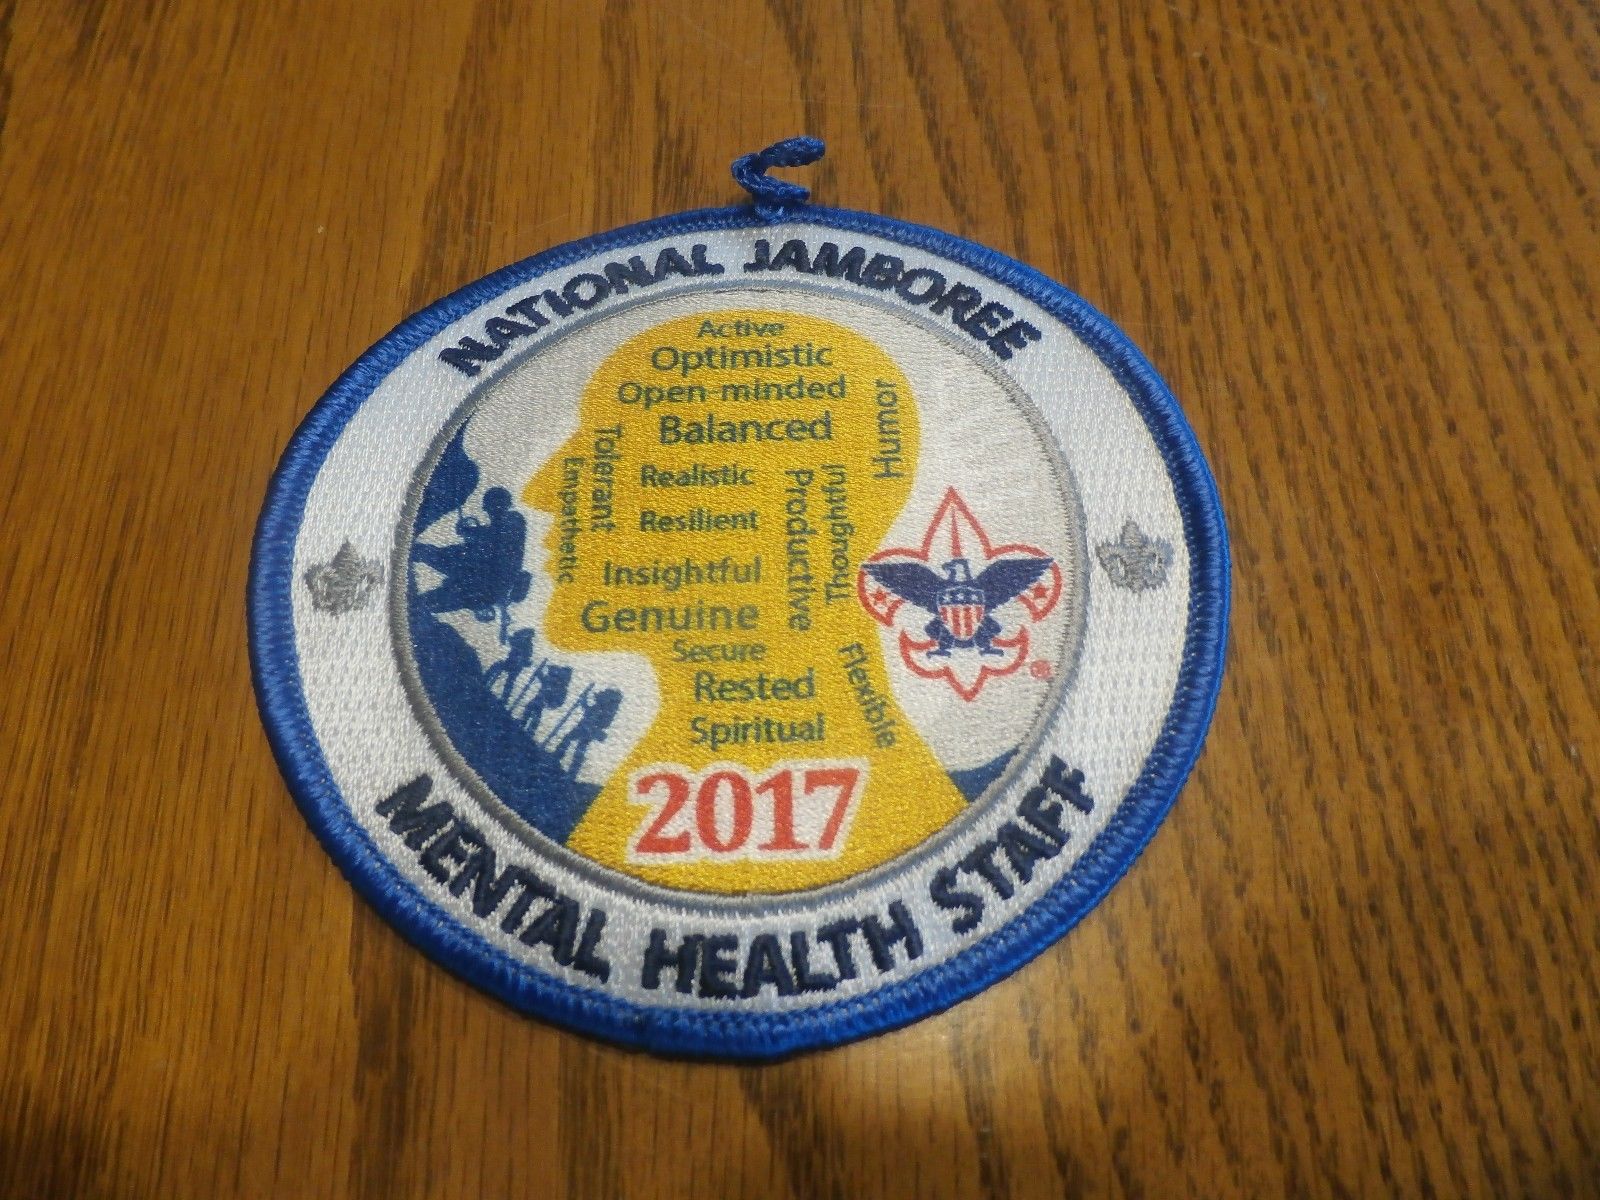 NATIONAL JAMBOREE
Active
Optimistic
Open-minded
Balanced
Humor
Tolerant
Empathetic
Realistic
Resilient
Productive
Thoughtful
Insightful
Genuine
Secure
Rested
Spiritual
Flexible
2017
®
MENTAL HEALTH STAFF